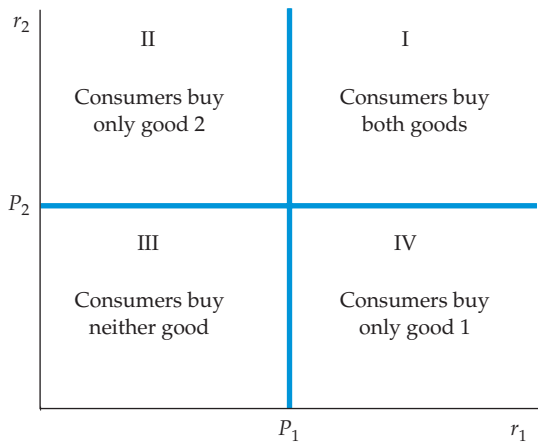 r2
II
I
Consumers buy
only good 2
Consumers buy
both goods
P2
III
IV
Consumers buy
neither good
Consumers buy
only good 1
P1
r1